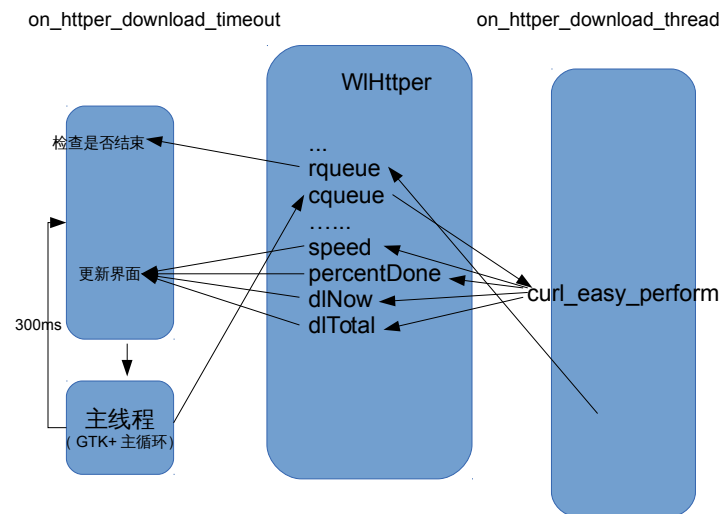 on_httper_download_timeout
on_httper_download_thread
WlHttper
检查是否结束
...
rqueue
cqueue
…...
speed
更新界面
percentDone
dlNow
curl_easy_perform
dlTotal
300ms
主线程
（ GTK+ 主循环）